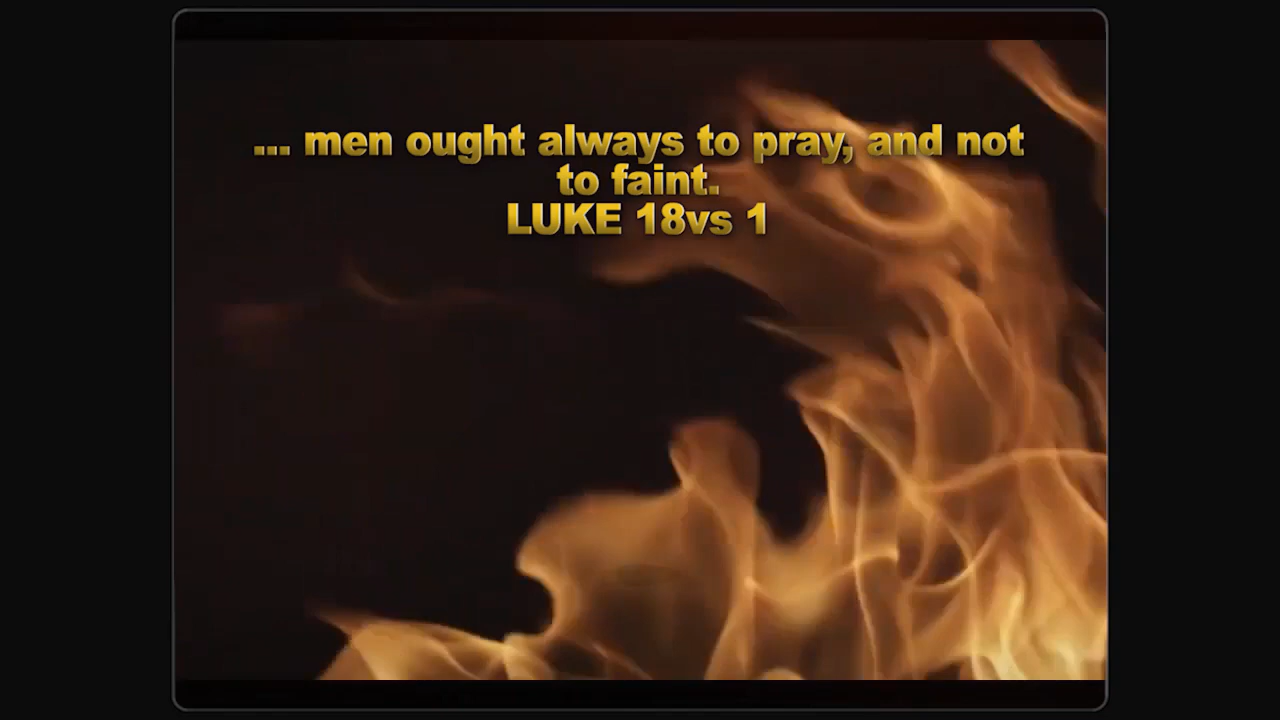 ... men ought always to pray, and not
to faint.
LUKE 18vs 1